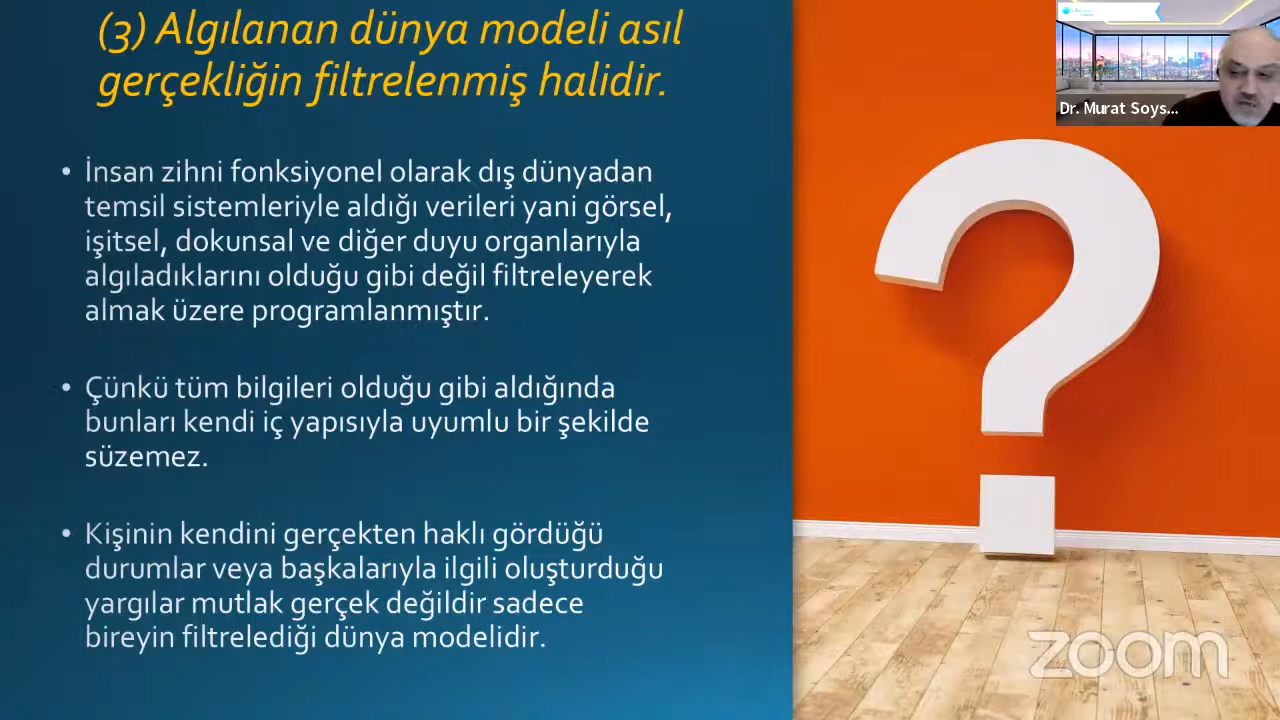 (3) Algılanan dünya modeli asıl
gerçekliğin filtrelenmiş halidir.
• İnsan zihni fonksiyonel olarak dış dünyadan
temsil sistemleriyle aldığı verileri yani görsel,
işitsel, dokunsal ve diğer duyu organlarıyla
algıladıklarını olduğu gibi değil filtreleyerek
almak üzere programlanmıştır.
• Çünkü tüm bilgileri olduğu gibi aldığında
bunları kendi iç yapısıyla uyumlu bir şekilde
süzemez.
• Kişinin kendini gerçekten haklı gördüğü
durumlar veya başkalarıyla ilgili oluşturduğu
yargılar mutlak gerçek değildir sadece
bireyin filtrelediği dünya modelidir.
Dr. Murat Soys...
?
zoom